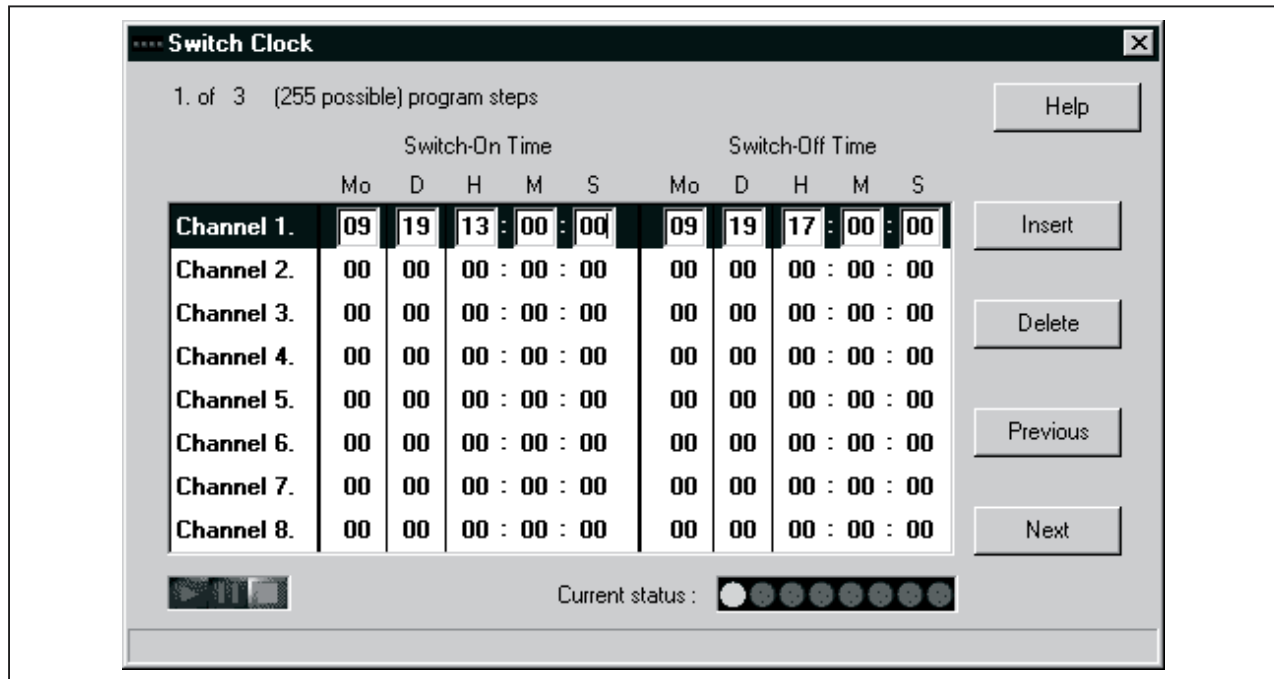 Switch Clock
1. of 3 (255 possible) program steps
Help
Switch-On Time Switch-Off Time
Mo D H M S Mo D H M S
Channel 1. 09 19 13 : 00 : 00 09 19 17 : 00 : 00
Insert
Channel 2. 00 00 00 : 00 : 00 00 00 00 : 00 : 00
Channel 3. 00 00 00 : 00 : 00 00 00 00 : 00 : 00
Delete
Channel 4. 00 00 00 : 00 : 00 00 00 00 : 00 : 00
Channel 5. 00 00 00 : 00 : 00 00 00 00 : 00 : 00
Channel 6. 00 00 00 : 00 : 00 00 00 00 : 00 : 00
Previous
Channel 7. 00 00 00 : 00 : 00 00 00 00 : 00 : 00
Channel 8. 00 00 00 : 00 : 00 00 00 00 : 00 : 00
Next
Current status :